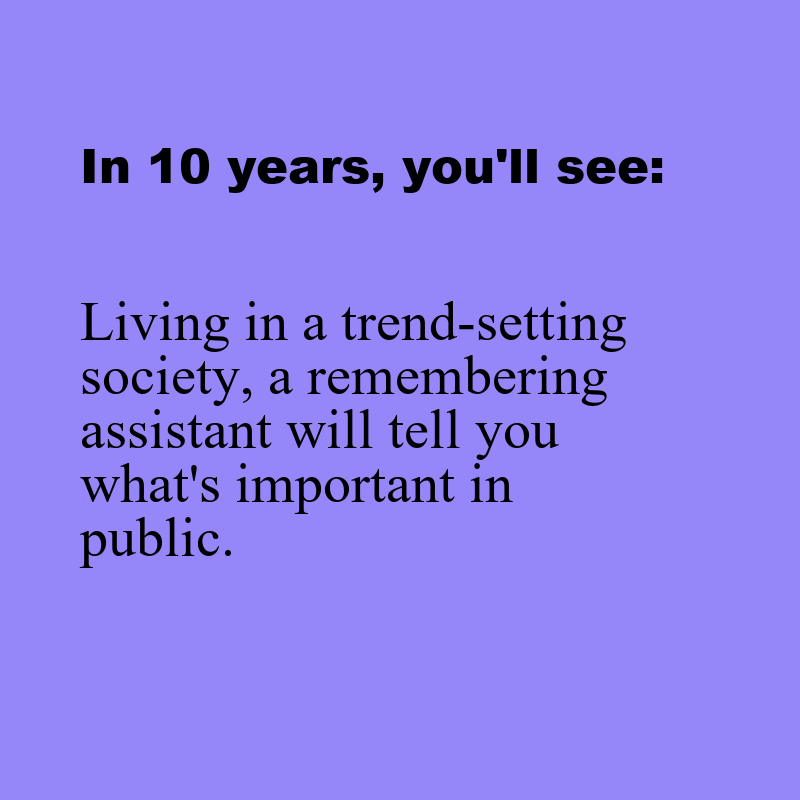 In 10 years, you'll see:
Living in a trend-setting
society, a remembering
assistant will tell you
what's important in
public.